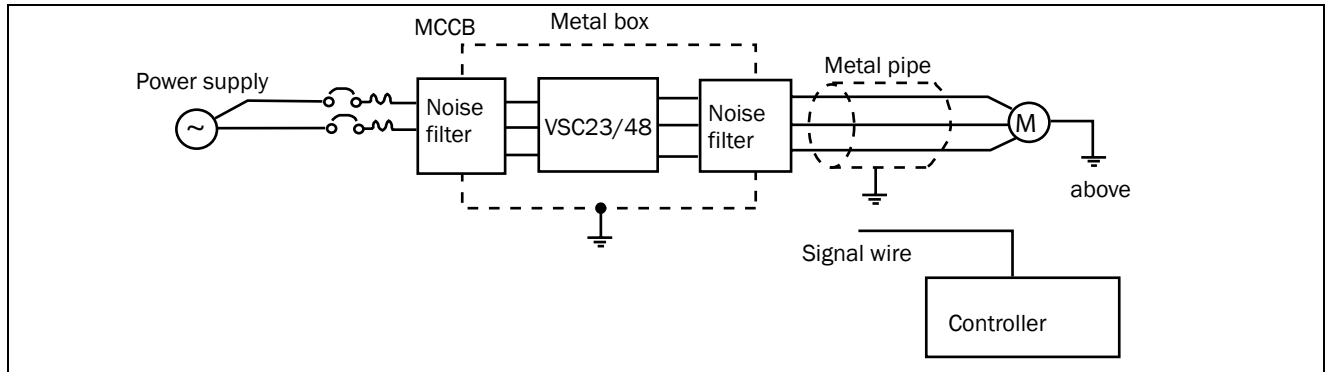 MCCB
Metal box
Power supply
Metal pipe
~
Noise
filter
VSC23/48
Noise
filter
M
above
Signal wire
Controller